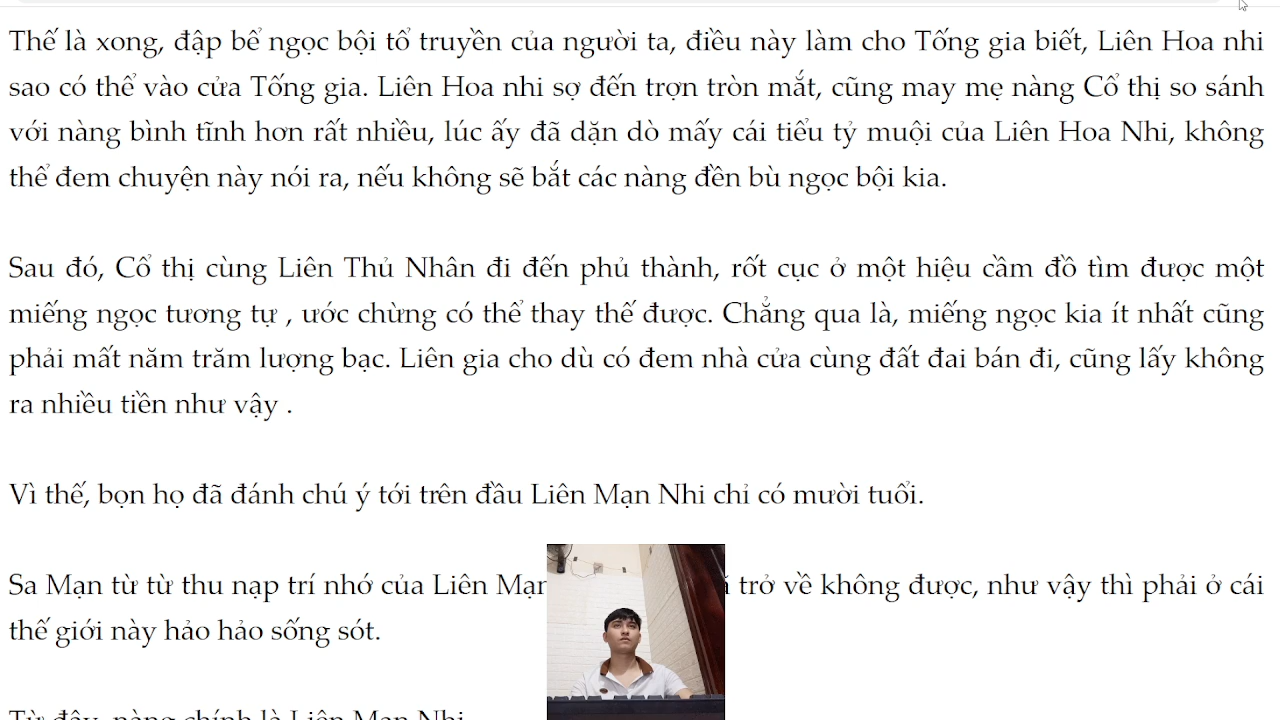 Thế là xong, đập bể ngọc bội tổ truyền của người ta, điều này làm cho Tống gia biết, Liên Hoa nhi
sao có thể vào cửa Tống gia. Liên Hoa nhi sợ đến trợn tròn mắt, cũng may mẹ nàng Cổ thị so sánh
với nàng bình tĩnh hơn rất nhiều, lúc ấy đã dặn dò mấy cái tiểu tỷ muội của Liên Hoa Nhi, không
thể đem chuyện này nói ra, nếu không sẽ bắt các nàng đền bù ngọc bội kia.
Sau đó, Cổ thị cùng Liên Thủ Nhân đi đến phủ thành, rốt cục ở một hiệu cầm đồ tìm được một
miếng ngọc tương tự , ước chừng có thể thay thế được. Chẳng qua là, miếng ngọc kia ít nhất cũng
phải mất năm trăm lượng bạc. Liên gia cho dù có đem nhà cửa cùng đất đai bán đi, cũng lấy không
ra nhiều tiền như vậy .
Vì thế, bọn họ đã đánh chú ý tới trên đầu Liên Mạn Nhi chỉ có mười tuổi.
Sa Mạn từ từ thu nạp trí nhớ của Liên Mạn trở về không được, như vậy thì phải ở cái
thế giới này hảo hảo sống sót.
Từ đây, nàng chính là Liên Mạn Nhi